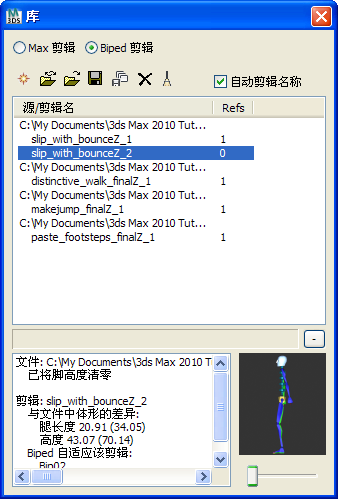 库
Max 剪辑 Biped 剪辑
自动剪辑名称
源/剪辑名 Refs
C:\My Documents\3ds Max 2010 Tut...
slip_with_bounceZ_1 1
slip_with_bounceZ_2 0
C:\My Documents\3ds Max 2010 Tut...
distinctive_walk_finalZ_1 1
C:\My Documents\3ds Max 2010 Tut...
makejump_finalZ_1 1
C:\My Documents\3ds Max 2010 Tut...
paste_footsteps_finalZ_1 1
-
文件: C:\My Documents\3ds Max 2010 T
已将脚高度清零
剪辑: slip_with_bounceZ_2
与文件中体形的差异:
腿长度 20.91 (34.05)
高度 43.07 (70.14)
Biped 自适应该剪辑:
Bip02